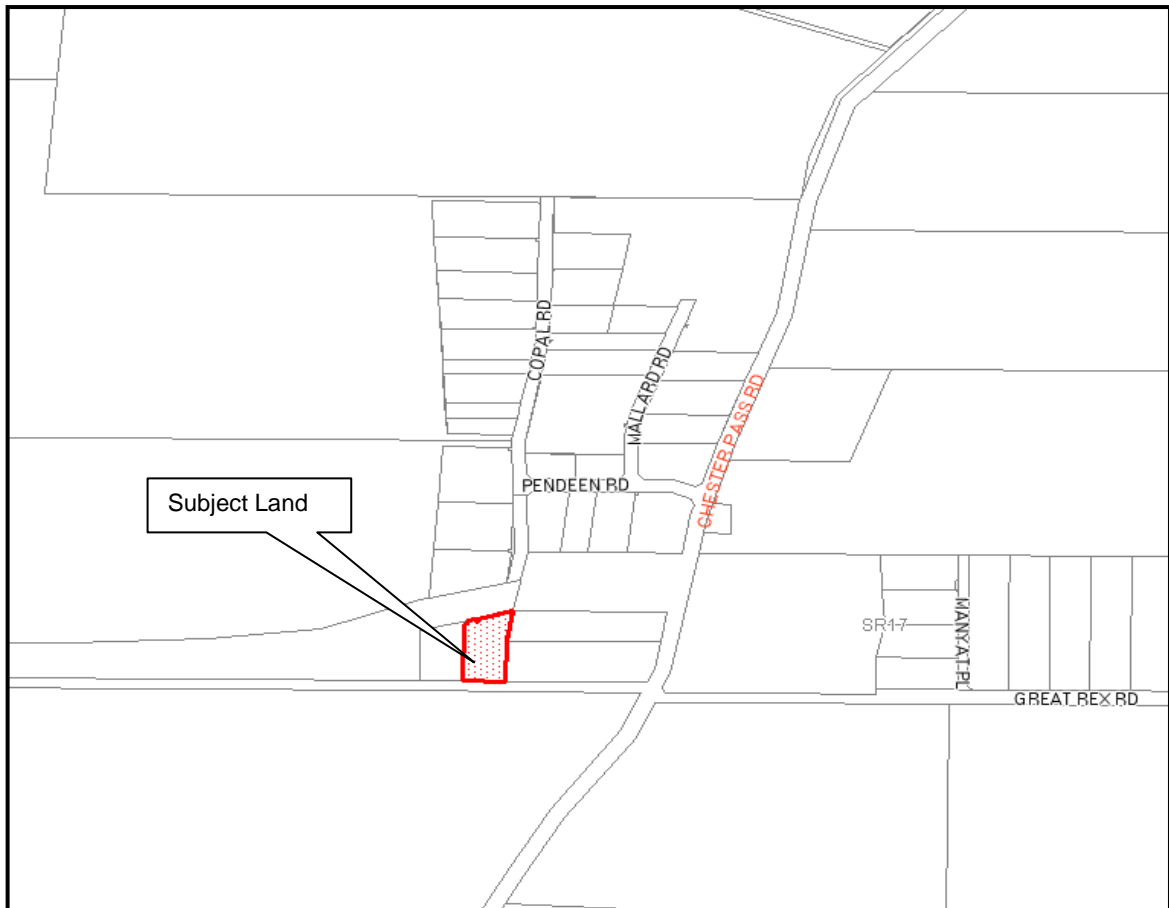 COPAL RD
MALLARD RD
CHESTER PASS RD
PENDEEN RD
Subject Land
SR17
MANYAT PL
GREAT REX RD